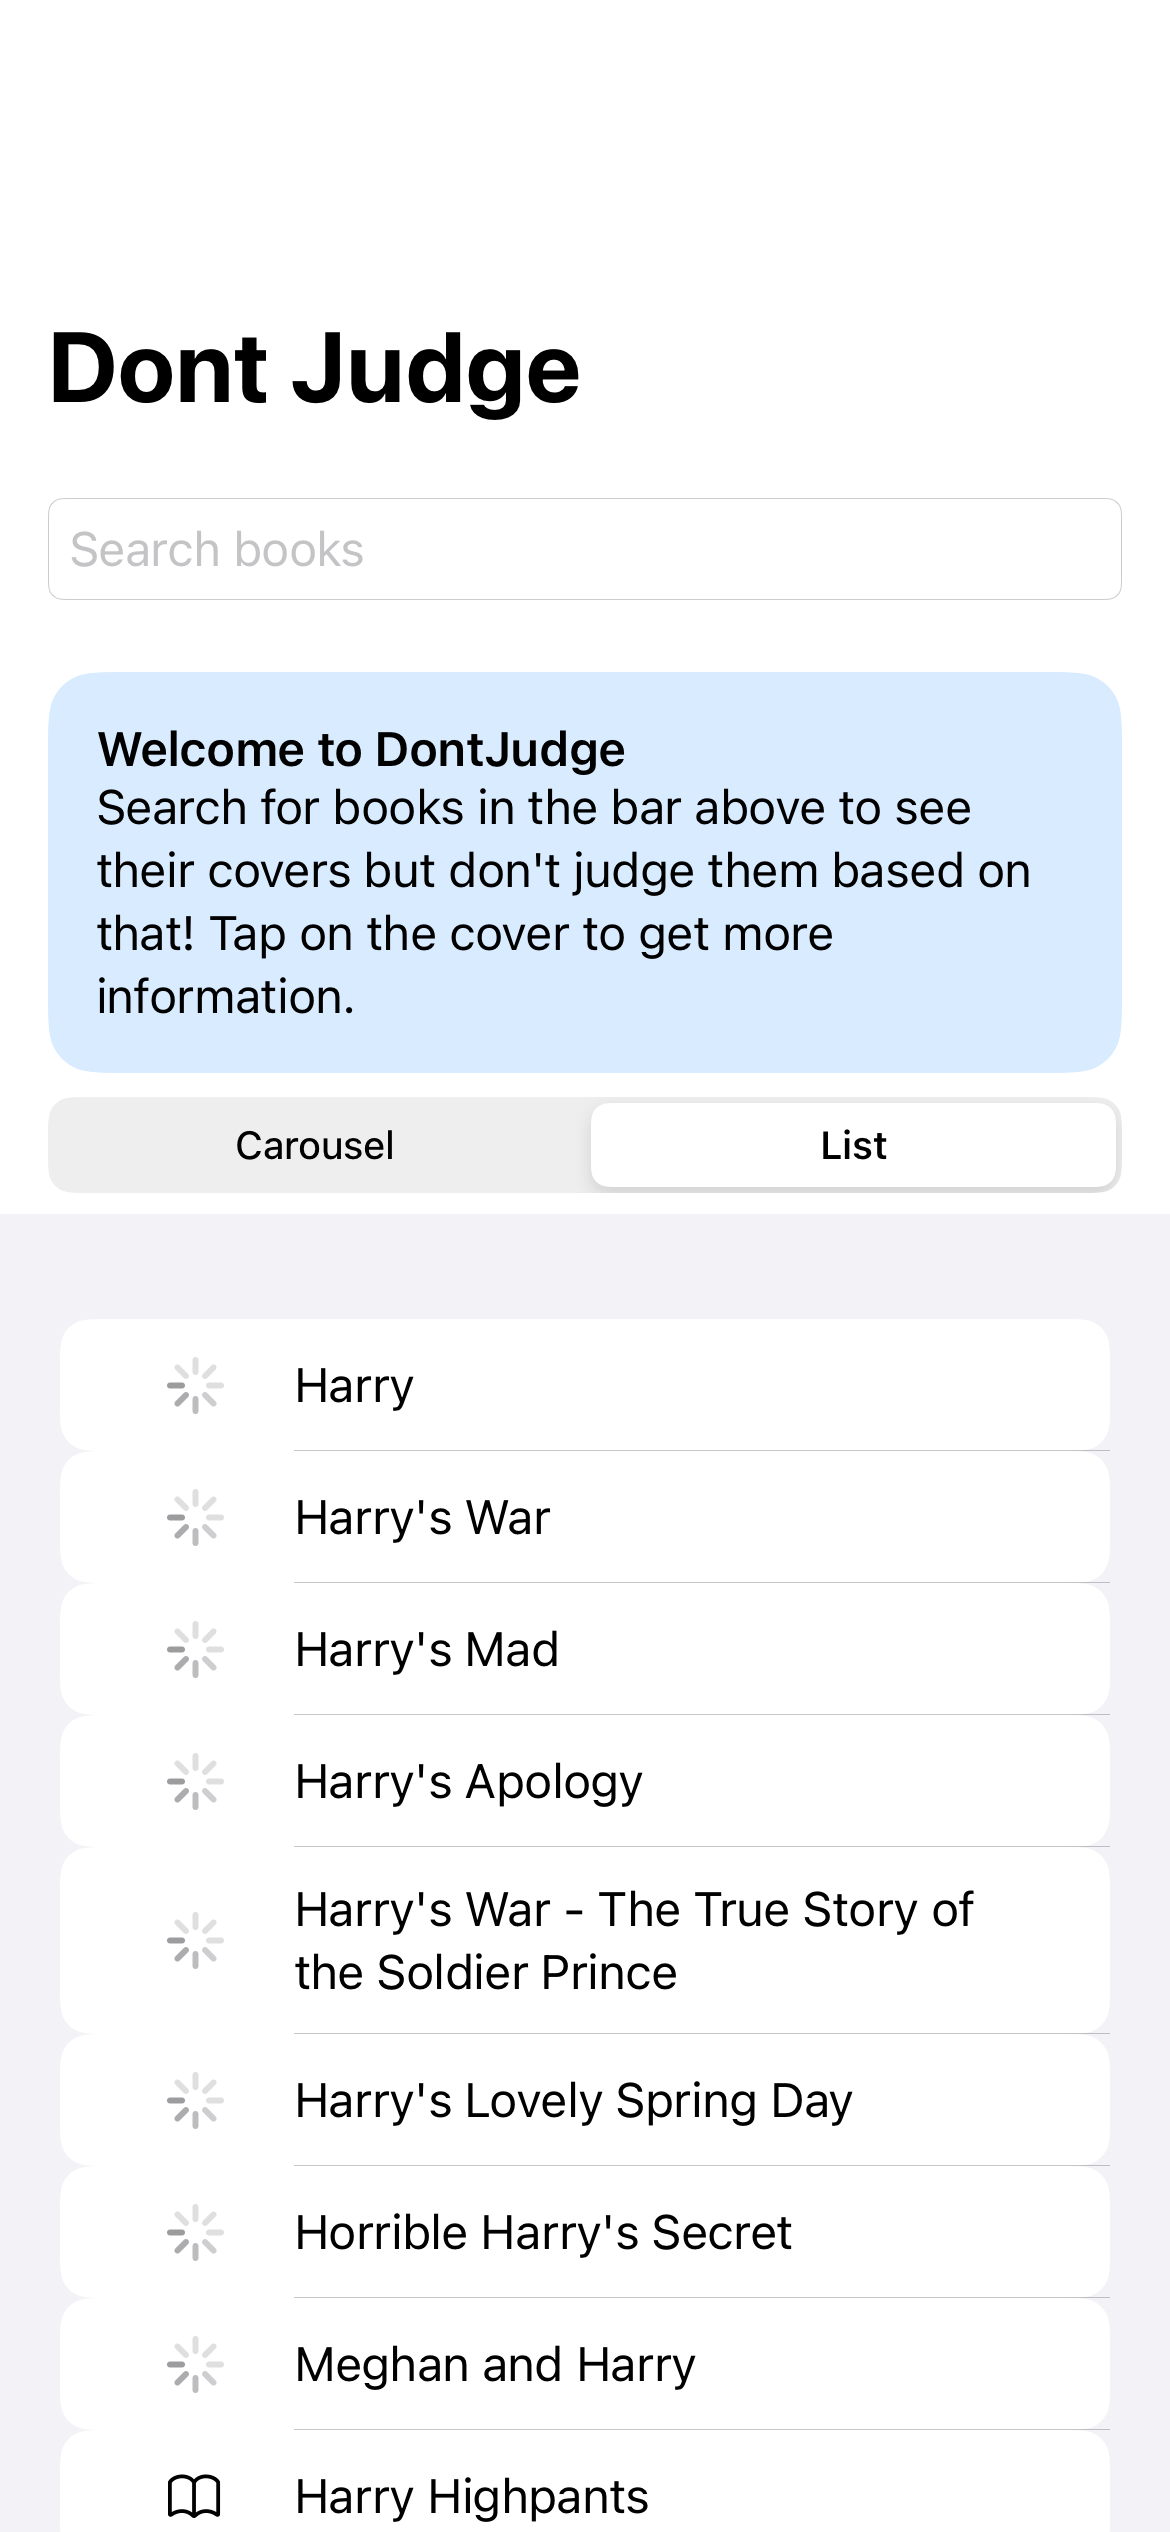 Dont Judge
Search books
Welcome to DontJudge
Search for books in the bar above to see
their covers but don't judge them based on
that! Tap on the cover to get more
information.
Carousel
List
Harry
Harry's War
Harry's Mad
Harry's Apology
Harry's War - The True Story of
the Soldier Prince
Harry's Lovely Spring Day
Horrible Harry's Secret
Meghan and Harry
Harry Highpants